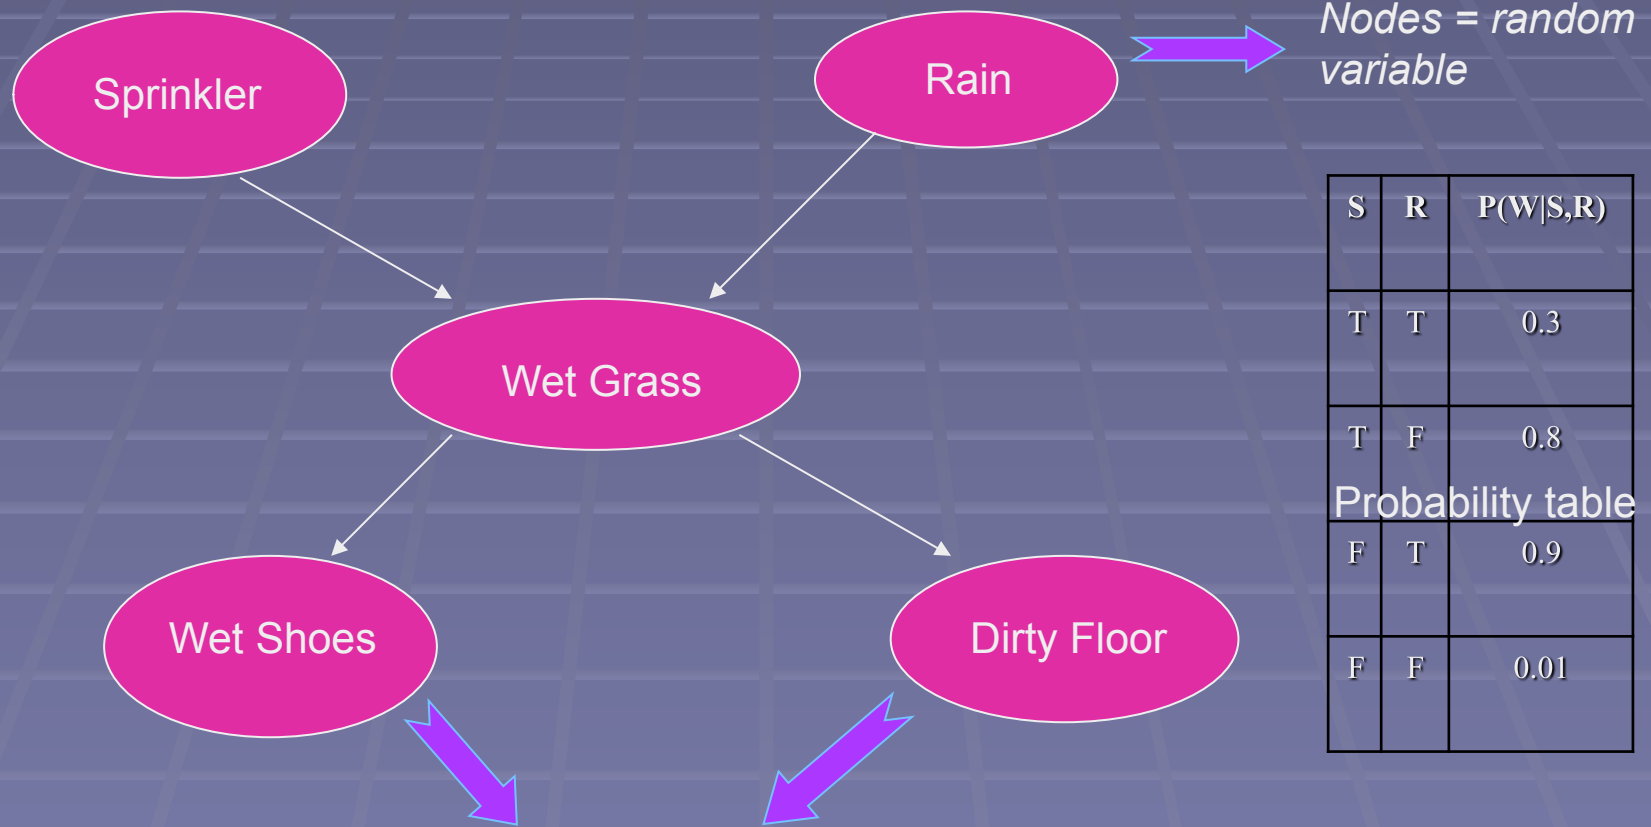 Nodes = random
variable
Sprinkler
Rain
Wet Grass
Wet Shoes
Dirty Floor
S R P(W|S,R)
T T 0.3
T F 0.8
Probability table
F T 0.9
F F 0.01